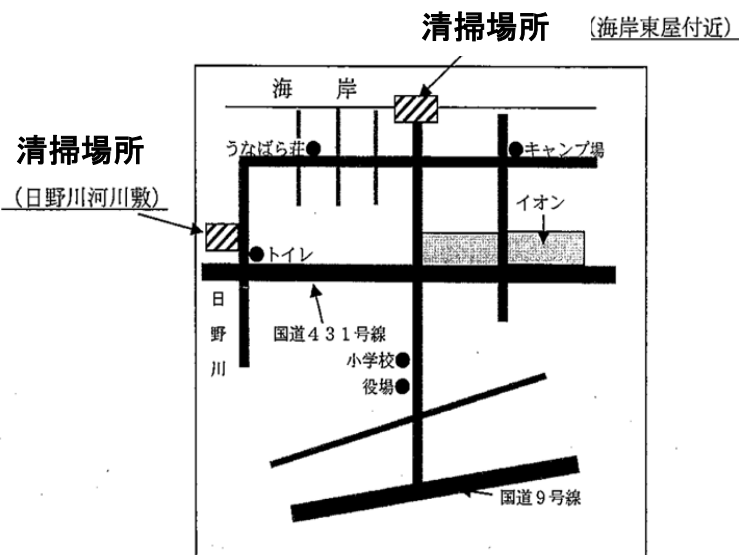 清掃場所 (海岸東屋付近)
海岸
清掃場所
うなばら荘
キャンプ場
(日野川河川敷)
イオン
トイレ
日野川
国道431号線
小学校
役場
国道9号線